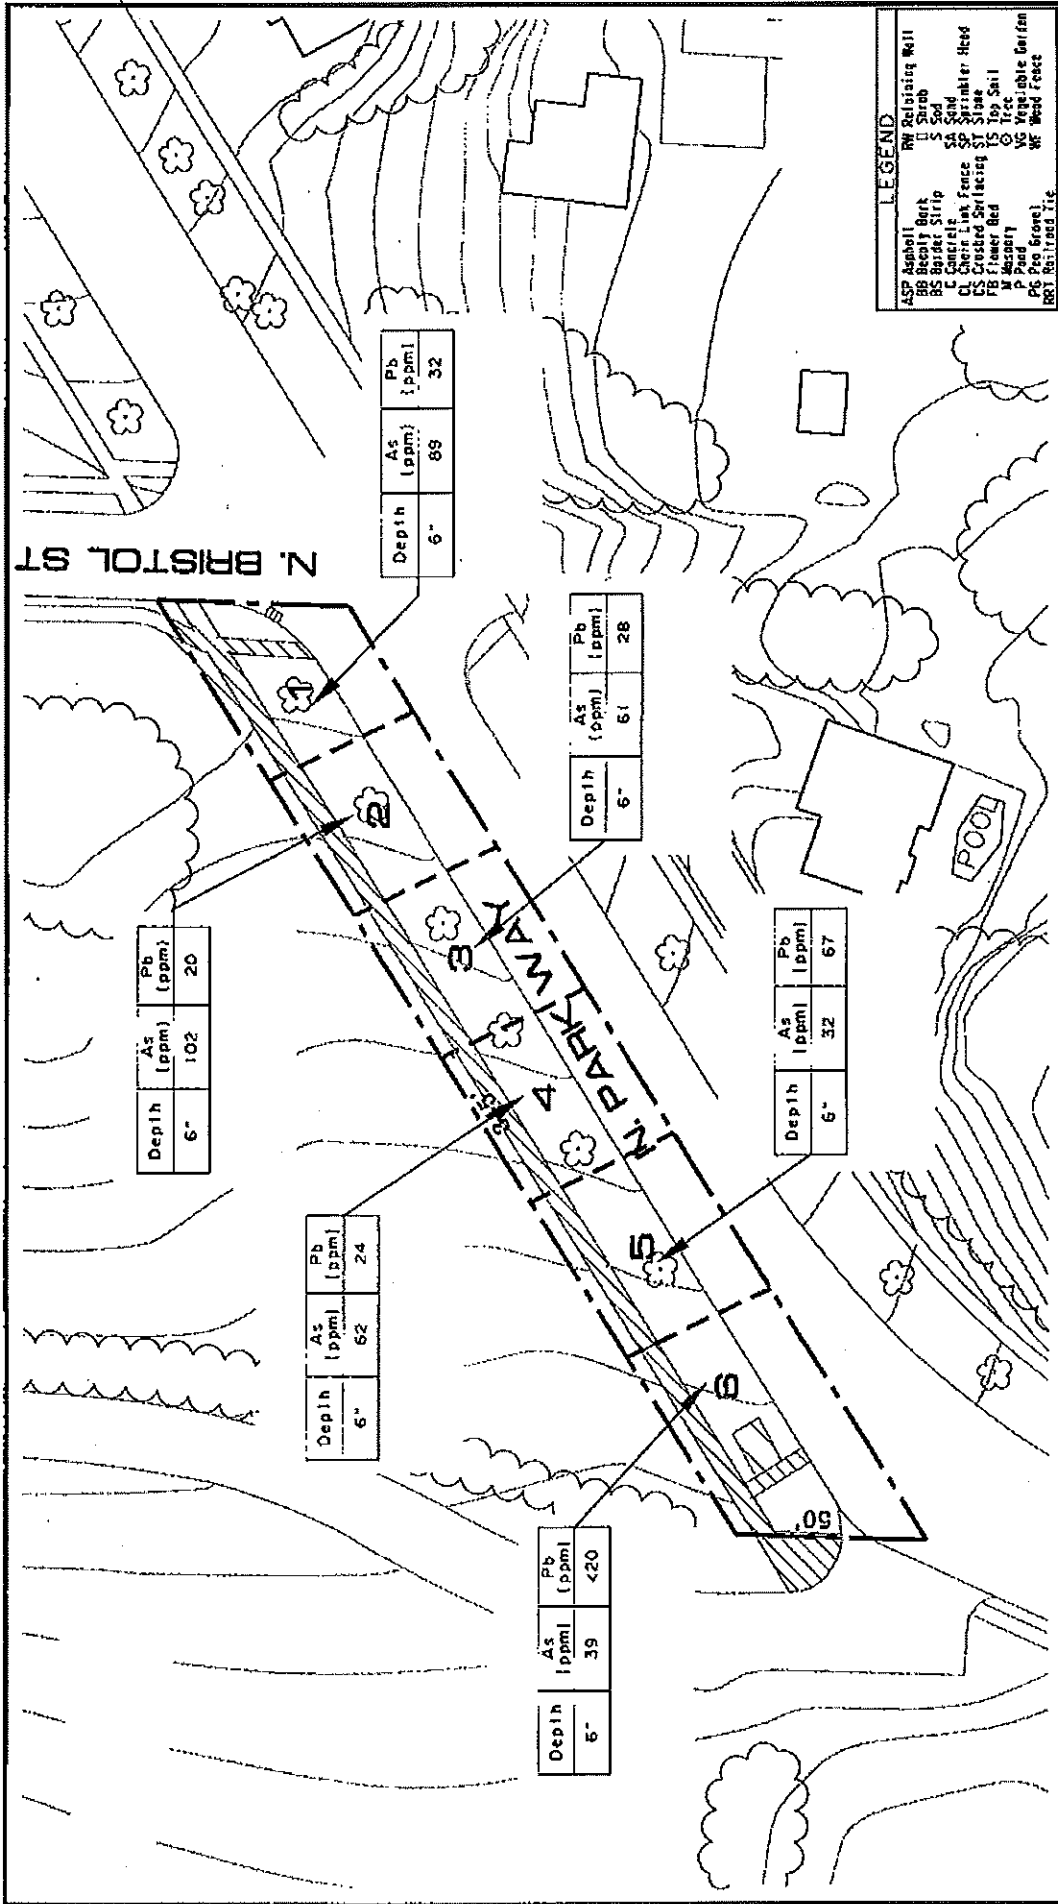 N. BRISTOL ST
Depth As (ppm) Pb (ppm)
6" 89 32
Depth As (ppm) Pb (ppm)
6" 102 20
Depth As (ppm) Pb (ppm)
6" 61 28
Depth As (ppm) Pb (ppm)
6" 62 24
Depth As (ppm) Pb (ppm)
6" 32 67
Depth As (ppm) Pb (ppm)
6" 39 <20
1
2
3
4
5
6
N. PARKWAY
50'
POOL
LEGEND
ASP Asphalt
BB Beauty Bark
BS Border Strip
C Concrete
CL Chain Link Fence
CS Crushed Surfacing
FB Flower Bed
M Masonry
P Pond
PG Pea Gravel
RRT Railroad Tie
RW Retaining Wall
Shrub
S Sod
SA Sand
SP Sprinkler Head
ST Stone
TS Top Soil
Tree
VG Vegetable Garden
WF Wood Fence